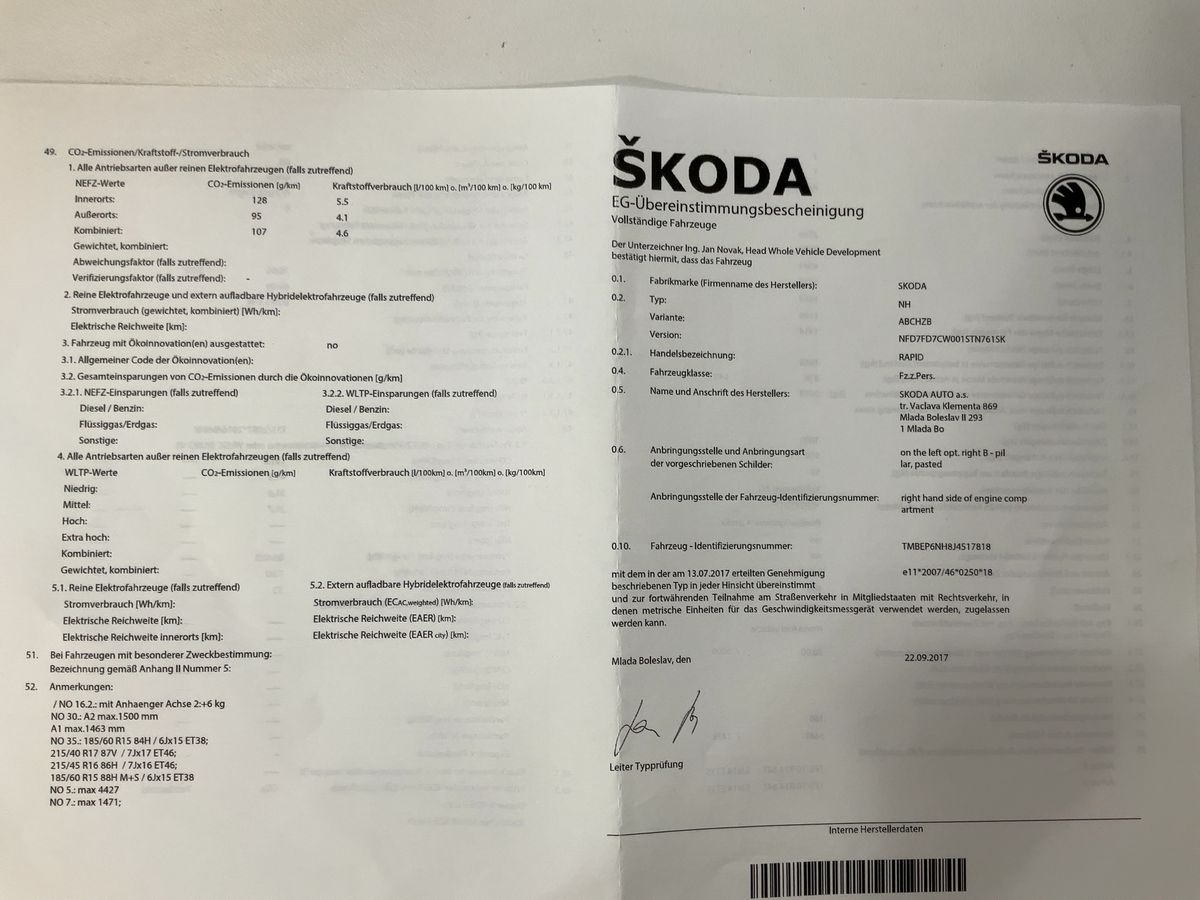 49. CO₂-Emissionen/Kraftstoff-/Stromverbrauch
1. Alle Antriebsarten außer reinen Elektrofahrzeugen (falls zutreffend)
NEFZ-Werte CO₂-Emissionen [g/km] Kraftstoffverbrauch [l/100 km] o. [m³/100 km] o. [kg/100 km]
Innerorts: 128 5.5
Außerorts: 95 4.1
Kombiniert: 107 4.6
Gewichtet, kombiniert:
Abweichungsfaktor (falls zutreffend):
Verifizierungsfaktor (falls zutreffend): -
2. Reine Elektrofahrzeuge und extern aufladbare Hybridelektrofahrzeuge (falls zutreffend)
Stromverbrauch (gewichtet, kombiniert) [Wh/km]:
Elektrische Reichweite [km]:
3. Fahrzeug mit Ökoinnovation(en) ausgestattet: no
3.1. Allgemeiner Code der Ökoinnovation(en):
3.2. Gesamteinsparungen von CO₂-Emissionen durch die Ökoinnovationen [g/km]
3.2.1. NEFZ-Einsparungen (falls zutreffend) 3.2.2. WLTP-Einsparungen (falls zutreffend)
Diesel / Benzin: Diesel / Benzin:
Flüssiggas/Erdgas: Flüssiggas/Erdgas:
Sonstige: Sonstige:
4. Alle Antriebsarten außer reinen Elektrofahrzeugen (falls zutreffend)
WLTP-Werte CO₂-Emissionen [g/km] Kraftstoffverbrauch [l/100km] o. [m³/100km] o. [kg/100km]
Niedrig:
Mittel:
Hoch:
Extra hoch:
Kombiniert:
Gewichtet, kombiniert:
5.1. Reine Elektrofahrzeuge (falls zutreffend) 5.2. Extern aufladbare Hybridelektrofahrzeuge (falls zutreffend)
Stromverbrauch [Wh/km]: Stromverbrauch (ECAC,weighted) [Wh/km]:
Elektrische Reichweite [km]: Elektrische Reichweite (EAER) [km]:
Elektrische Reichweite innerorts [km]: Elektrische Reichweite (EAER city) [km]:
51. Bei Fahrzeugen mit besonderer Zweckbestimmung:
Bezeichnung gemäß Anhang II Nummer 5:
52. Anmerkungen:
/ NO 16.2.: mit Anhaenger Achse 2:+6 kg
NO 30.: A2 max.1500 mm
A1 max.1463 mm
NO 35.: 185/60 R15 84H / 6Jx15 ET38;
215/40 R17 87V / 7Jx17 ET46;
215/45 R16 86H / 7Jx16 ET46;
185/60 R15 88H M+S / 6Jx15 ET38
NO 5.: max 4427
NO 7.: max 1471;
ŠKODA
ŠKODA
EG-Übereinstimmungsbescheinigung
Vollständige Fahrzeuge
Der Unterzeichner Ing. Jan Novak, Head Whole Vehicle Development
bestätigt hiermit, dass das Fahrzeug
0.1. Fabrikmarke (Firmenname des Herstellers): SKODA
0.2. Typ: NH
Variante: ABCHZB
Version: NFD7FD7CW001STN761SK
0.2.1. Handelsbezeichnung: RAPID
0.4. Fahrzeugklasse: Fz.z.Pers.
0.5. Name und Anschrift des Herstellers: SKODA AUTO a.s.
tr. Vaclava Klementa 869
Mlada Boleslav II 293
1 Mlada Bo
0.6. Anbringungsstelle und Anbringungsart on the left opt. right B - pil
der vorgeschriebenen Schilder: lar, pasted
Anbringungsstelle der Fahrzeug-Identifizierungsnummer: right hand side of engine comp
artment
0.10. Fahrzeug - Identifizierungsnummer: TMBEP6NH8J4517818
mit dem in der am 13.07.2017 erteilten Genehmigung e11*2007/46*0250*18
beschriebenen Typ in jeder Hinsicht übereinstimmt
und zur fortwährenden Teilnahme am Straßenverkehr in Mitgliedstaaten mit Rechtsverkehr, in
denen metrische Einheiten für das Geschwindigkeitsmessgerät verwendet werden, zugelassen
werden kann.
Mlada Boleslav, den 22.09.2017
Leiter Typprüfung
Interne Herstellerdaten